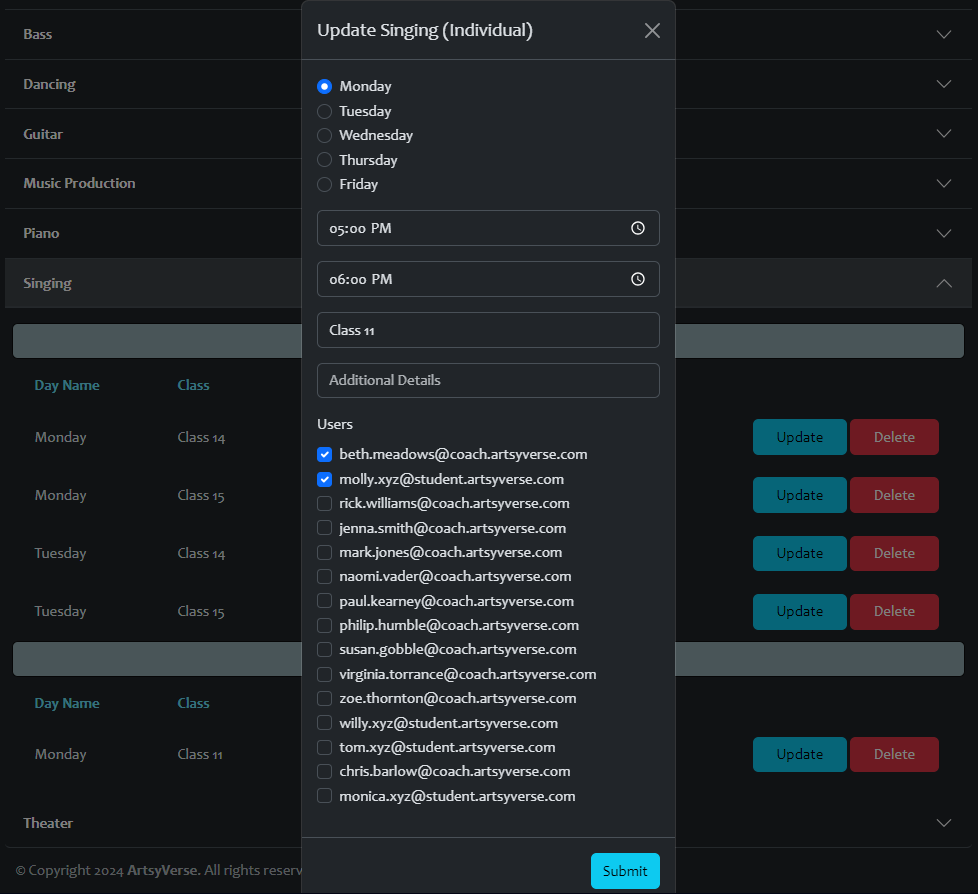 Update Singing (Individual)
Bass
Dancing
Guitar
Music Production
Piano
Singing
Monday
Tuesday
Wednesday
Thursday
Friday
05:00 PM
06:00 PM
Class 11
Additional Details
Users
beth.meadows@coach.artsyverse.com
molly.xyz@student.artsyverse.com
rick.williams@coach.artsyverse.com
jenna.smith@coach.artsyverse.com
mark.jones@coach.artsyverse.com
naomi.vader@coach.artsyverse.com
paul.kearney@coach.artsyverse.com
philip.humble@coach.artsyverse.com
susan.gobble@coach.artsyverse.com
virginia.torrance@coach.artsyverse.com
zoe.thornton@coach.artsyverse.com
willy.xyz@student.artsyverse.com
tom.xyz@student.artsyverse.com
chris.barlow@coach.artsyverse.com
monica.xyz@student.artsyverse.com
Submit
Day Name Class
Monday Class 14 Update Delete
Monday Class 15 Update Delete
Tuesday Class 14 Update Delete
Tuesday Class 15 Update Delete
Day Name Class
Monday Class 11 Update Delete
Theater
© Copyright 2024 ArtsyVerse. All rights reserv